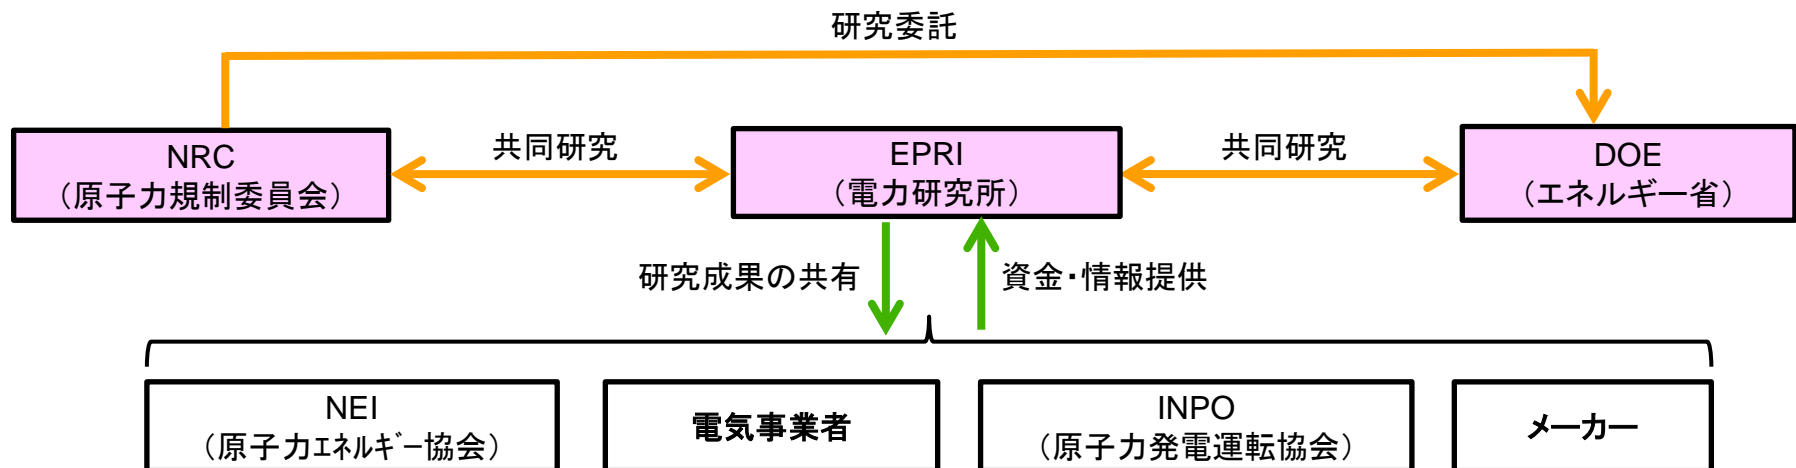 研究委託
NRC
（原子力規制委員会）
共同研究
EPRI
（電力研究所）
共同研究
DOE
（エネルギー省）
研究成果の共有
資金・情報提供
NEI
（原子力ｴﾈﾙｷﾞｰ協会）
電気事業者
INPO
（原子力発電運転協会）
メーカー